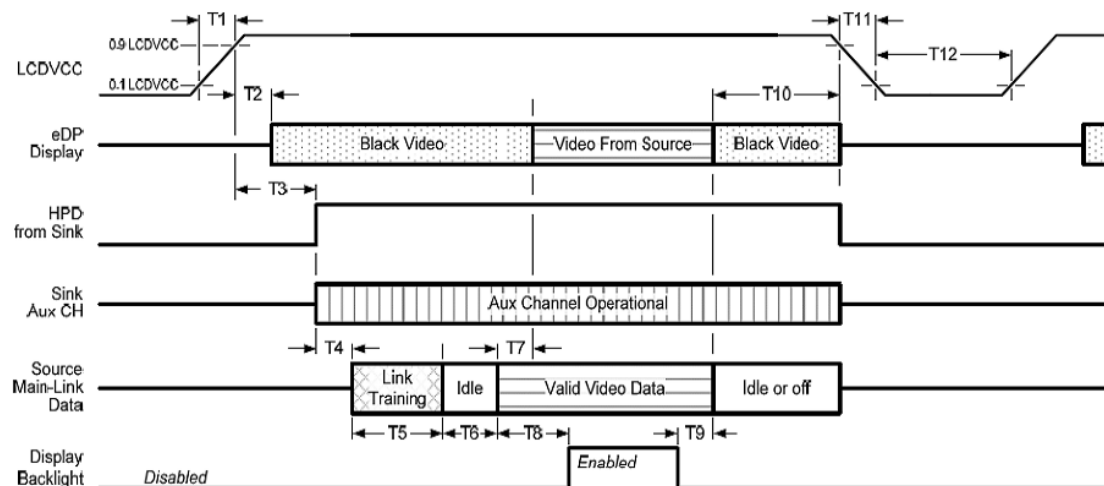 T1
T11
0.9 LCDVCC
LCDVCC
T12
0.1 LCDVCC
T2
T10
eDP
Display
Black Video
Video From Source
Black Video
T3
HPD
from Sink
Sink
Aux CH
Aux Channel Operational
T4
T7
Source
Main-Link
Data
Link
Training
Idle
Valid Video Data
Idle or off
T5
T6
T8
T9
Display
Backlight
Disabled
Enabled